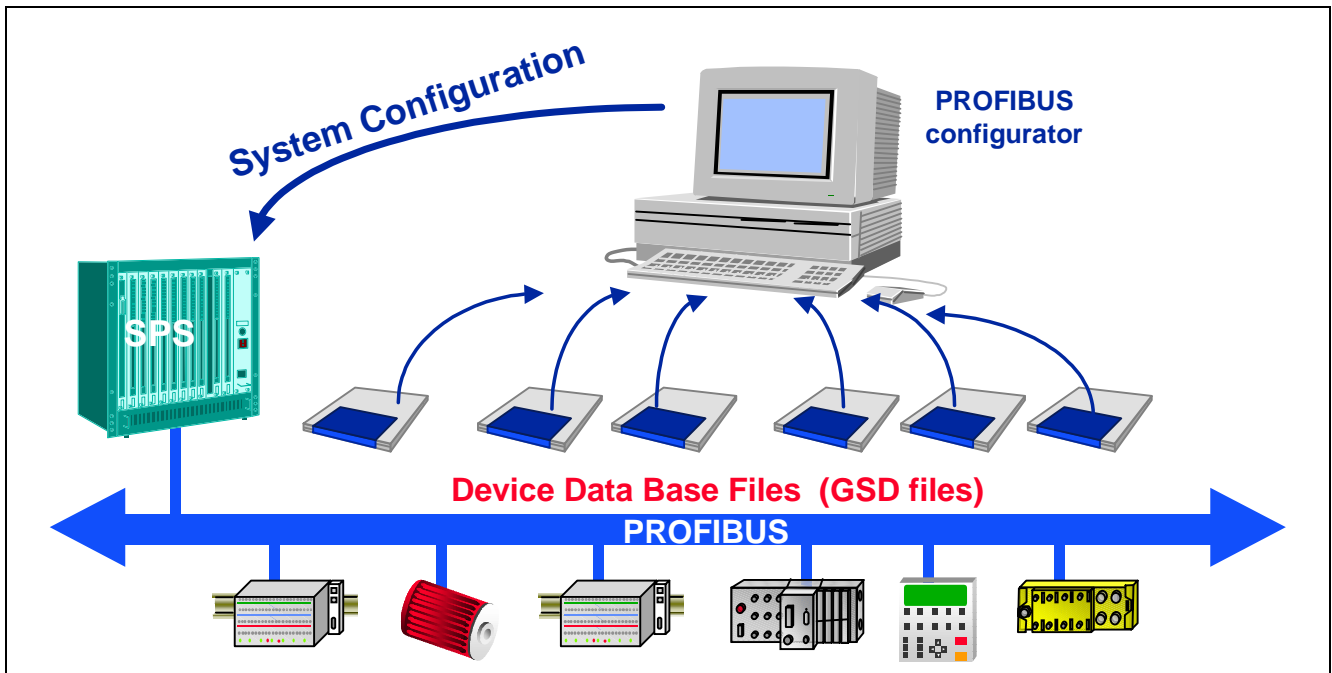 System Configuration
PROFIBUS
configurator
SPS
Device Data Base Files (GSD files)
PROFIBUS